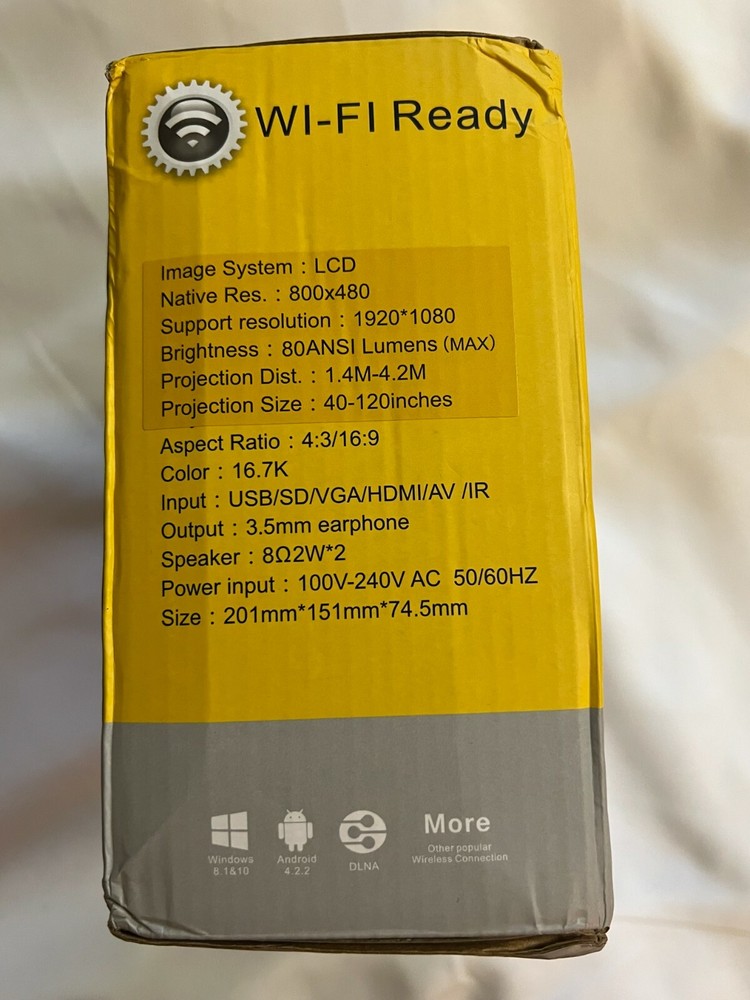 WI-FI Ready
Image System : LCD
Native Res. : 800x480
Support resolution : 1920*1080
Brightness : 80ANSI Lumens (MAX)
Projection Dist. : 1.4M-4.2M
Projection Size : 40-120inches
Aspect Ratio : 4:3/16:9
Color : 16.7K
Input : USB/SD/VGA/HDMI/AV /IR
Output : 3.5mm earphone
Speaker : 8Ω2W*2
Power input : 100V-240V AC 50/60HZ
Size : 201mm*151mm*74.5mm
Windows
8.1&10
Android
4.2.2
DLNA
More
Other popular
Wireless Connection